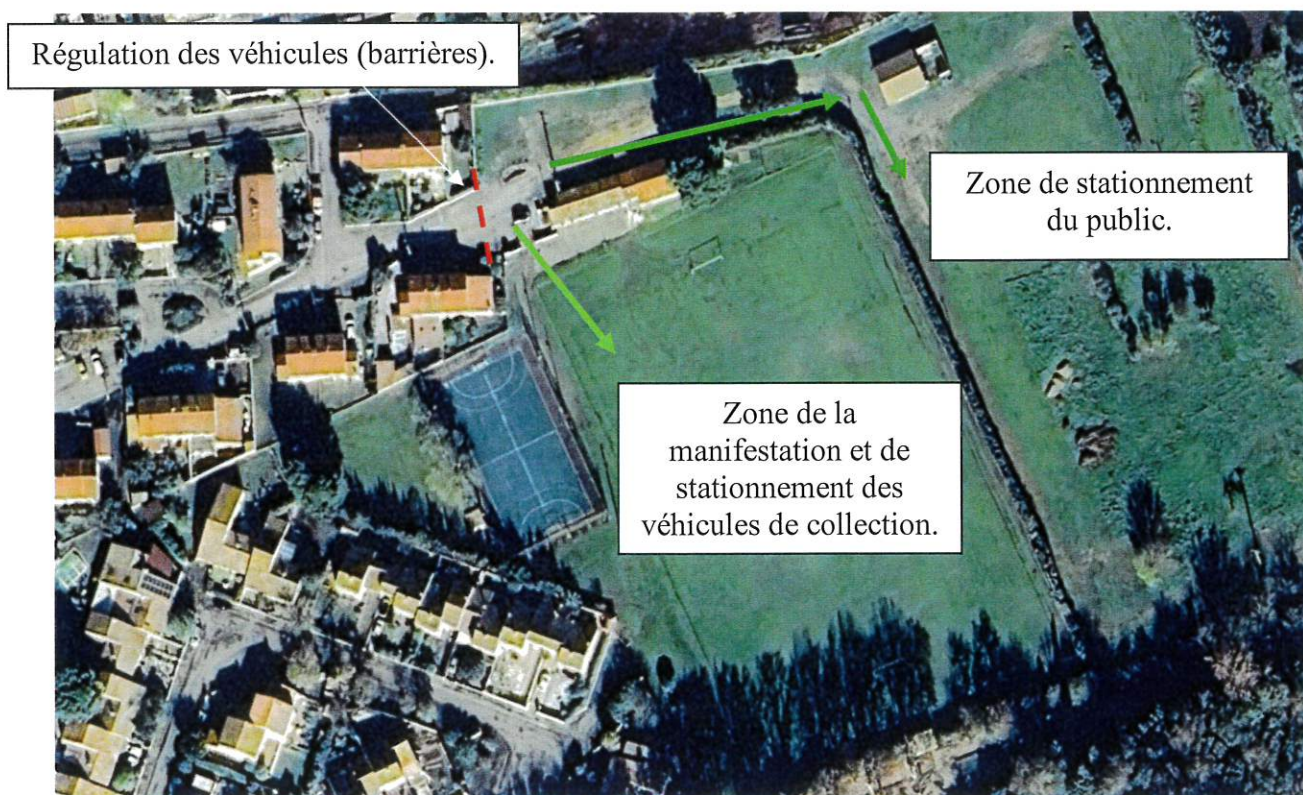 Régulation des véhicules (barrières).
Zone de stationnement
du public.
Zone de la
manifestation et de
stationnement des
véhicules de collection.